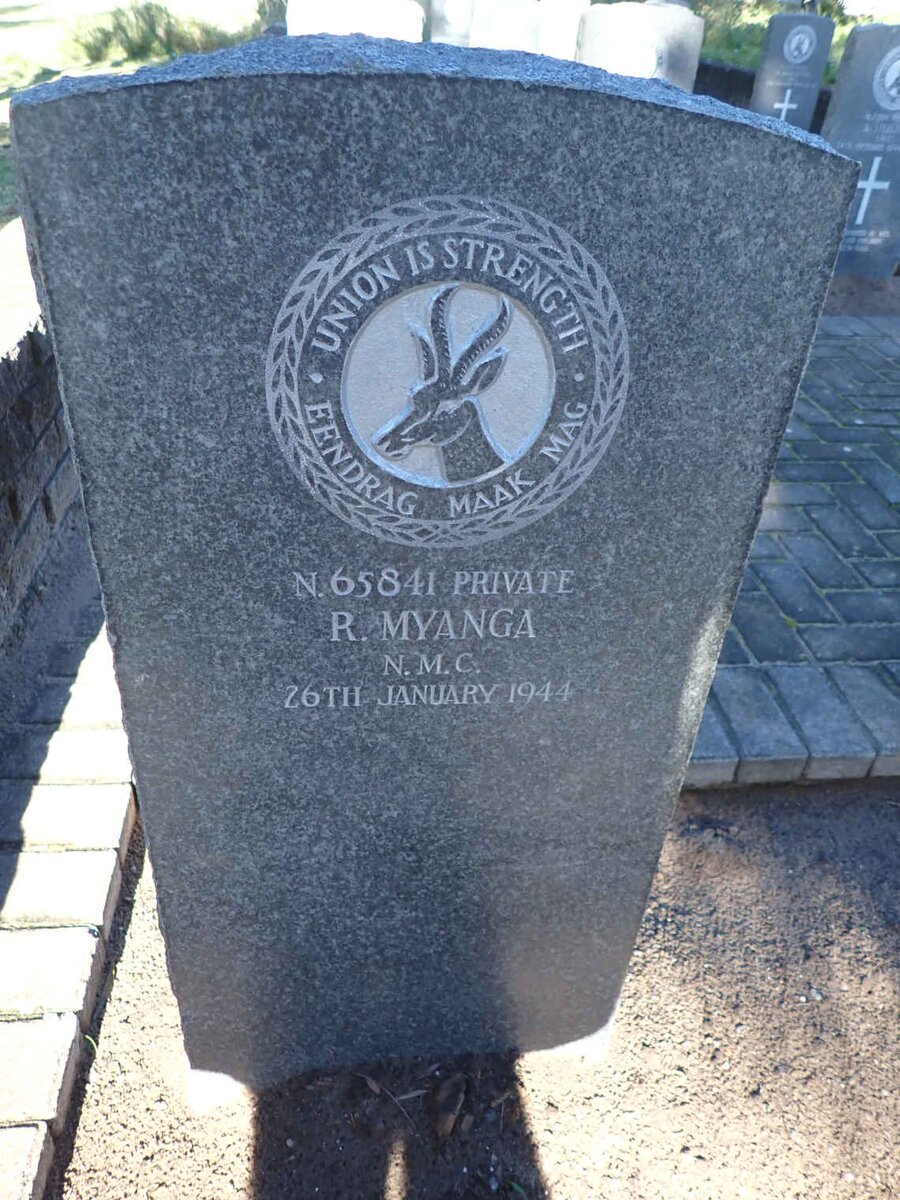 UNION IS STRENGTH
EENDRAG MAAK MAG
N.65841 PRIVATE
R. MYANGA
N.M.C.
26TH JANUARY 1944